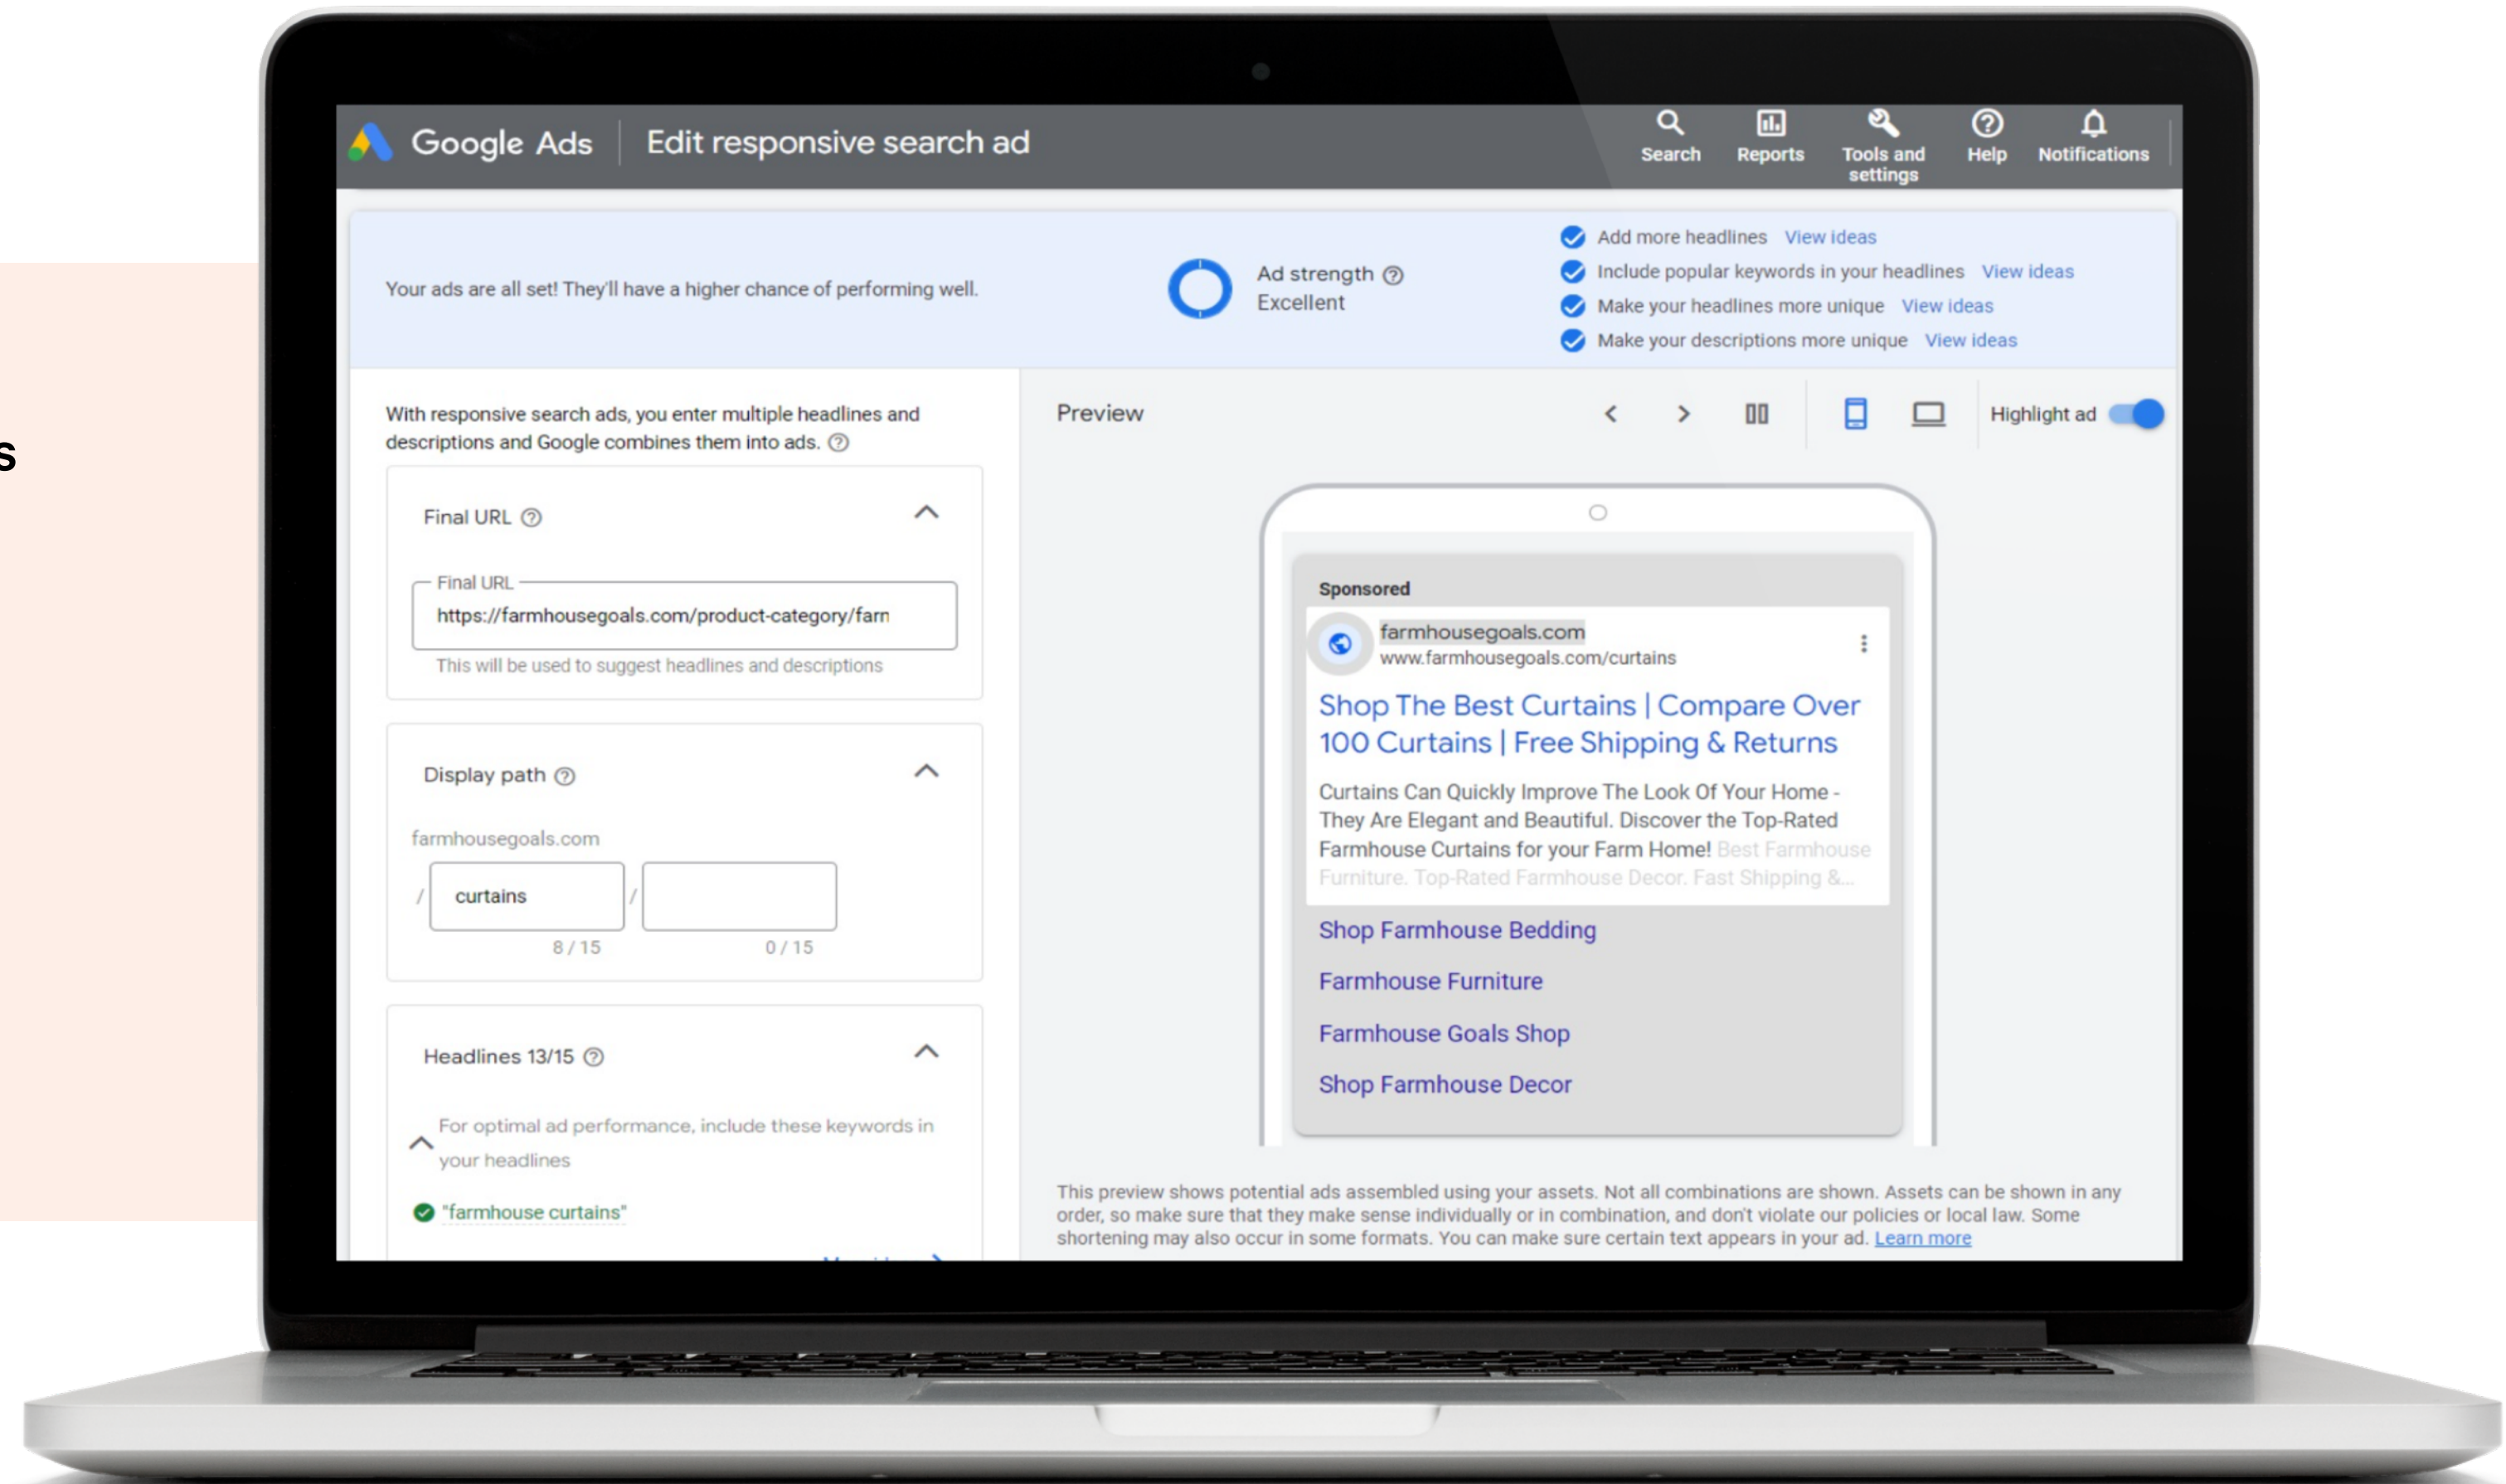 s
Google Ads
Edit responsive search ad
Search
Reports
Tools and
settings
Help
Notifications
Your ads are all set! They'll have a higher chance of performing well.
Ad strength
Excellent
Add more headlines View ideas
Include popular keywords in your headlines View ideas
Make your headlines more unique View ideas
Make your descriptions more unique View ideas
With responsive search ads, you enter multiple headlines and
descriptions and Google combines them into ads.
Final URL
Final URL
https://farmhousegoals.com/product-category/farn
This will be used to suggest headlines and descriptions
Display path
farmhousegoals.com
/ curtains /
8 / 15 0 / 15
Headlines 13/15
For optimal ad performance, include these keywords in
your headlines
"farmhouse curtains"
Preview
Highlight ad
Sponsored
farmhousegoals.com
www.farmhousegoals.com/curtains
Shop The Best Curtains | Compare Over
100 Curtains | Free Shipping & Returns
Curtains Can Quickly Improve The Look Of Your Home -
They Are Elegant and Beautiful. Discover the Top-Rated
Farmhouse Curtains for your Farm Home! Best Farmhouse
Furniture. Top-Rated Farmhouse Decor. Fast Shipping &...
Shop Farmhouse Bedding
Farmhouse Furniture
Farmhouse Goals Shop
Shop Farmhouse Decor
This preview shows potential ads assembled using your assets. Not all combinations are shown. Assets can be shown in any
order, so make sure that they make sense individually or in combination, and don't violate our policies or local law. Some
shortening may also occur in some formats. You can make sure certain text appears in your ad. Learn more